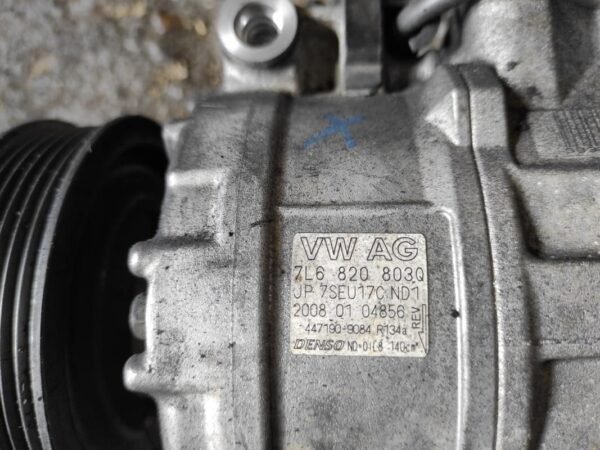 VW AG
7L6 820 803Q
JP 7SEU17C ND1
2008 01 04856
447190-9084 R134a
DENSO ND-OIL8 140cm³
REV